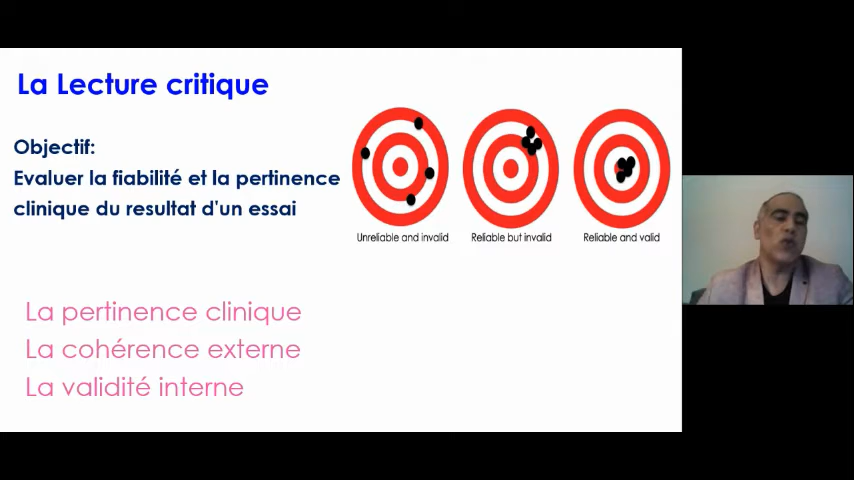 La Lecture critique
Objectif:
Evaluer la fiabilité et la pertinence
clinique du resultat d'un essai
Unreliable and invalid
Reliable but invalid
Reliable and valid
La pertinence clinique
La cohérence externe
La validité interne